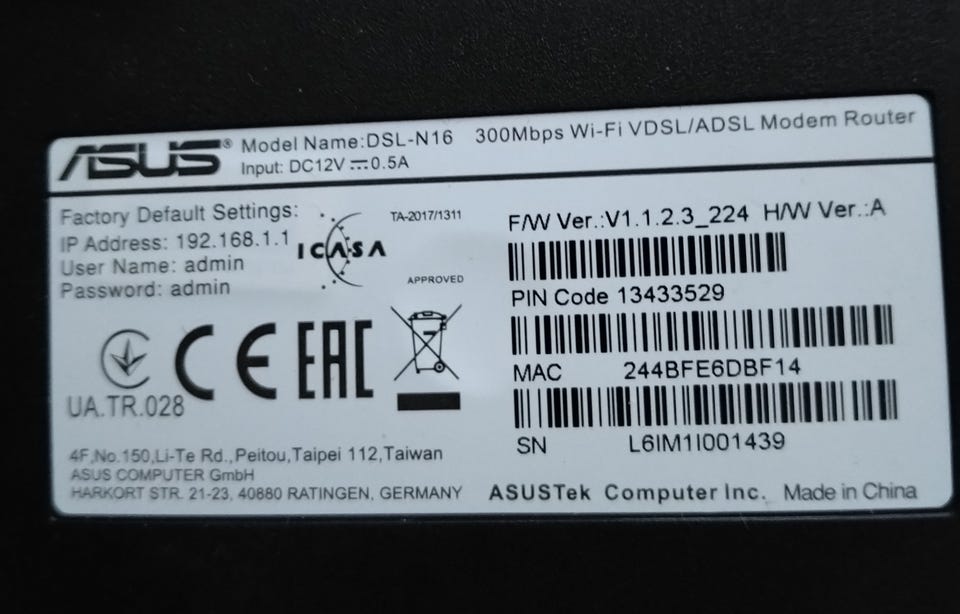 ASUS® Model Name:DSL-N16 300Mbps Wi-Fi VDSL/ADSL Modem Router
Input: DC12V ⎓0.5A
Factory Default Settings:
IP Address: 192.168.1.1
User Name: admin
Password: admin
ICASA
TA-2017/1311
APPROVED
UA.TR.028
CE
EAC
4F,No.150,Li-Te Rd.,Peitou,Taipei 112,Taiwan
ASUS COMPUTER GmbH
HARKORT STR. 21-23, 40880 RATINGEN, GERMANY
F/W Ver.:V1.1.2.3_224 H/W Ver.:A
PIN Code 13433529
MAC 244BFE6DBF14
SN L6IM1I001439
ASUSTek Computer Inc. Made in China